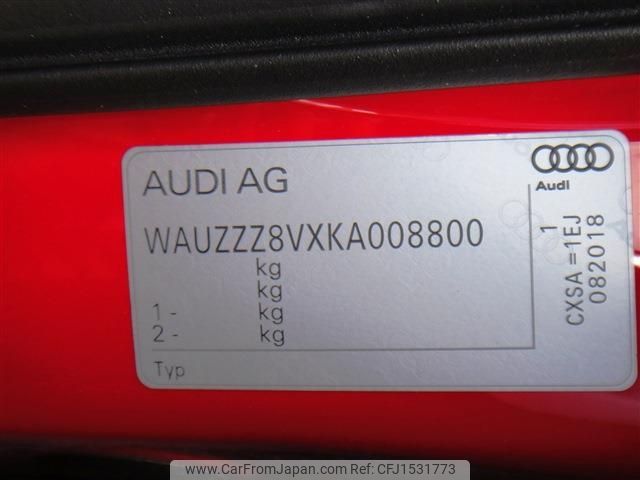 AUDI AG
Audi
WAUZZZ8VXKA008800
kg
kg
1 - kg
2 - kg
Typ
1
CXSA =1EJ
082018
www.CarFromJapan.com - ID CFJ1531773